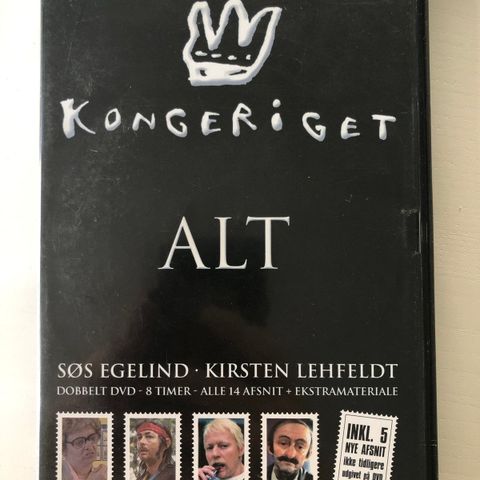 KONGERiGET
ALT
SØS EGELIND · KIRSTEN LEHFELDT
DOBBELT DVD - 8 TIMER - ALLE 14 AFSNIT + EKSTRAMATERIALE
INKL. 5
NYE AFSNIT
ikke tidligere
udgivet på DVD